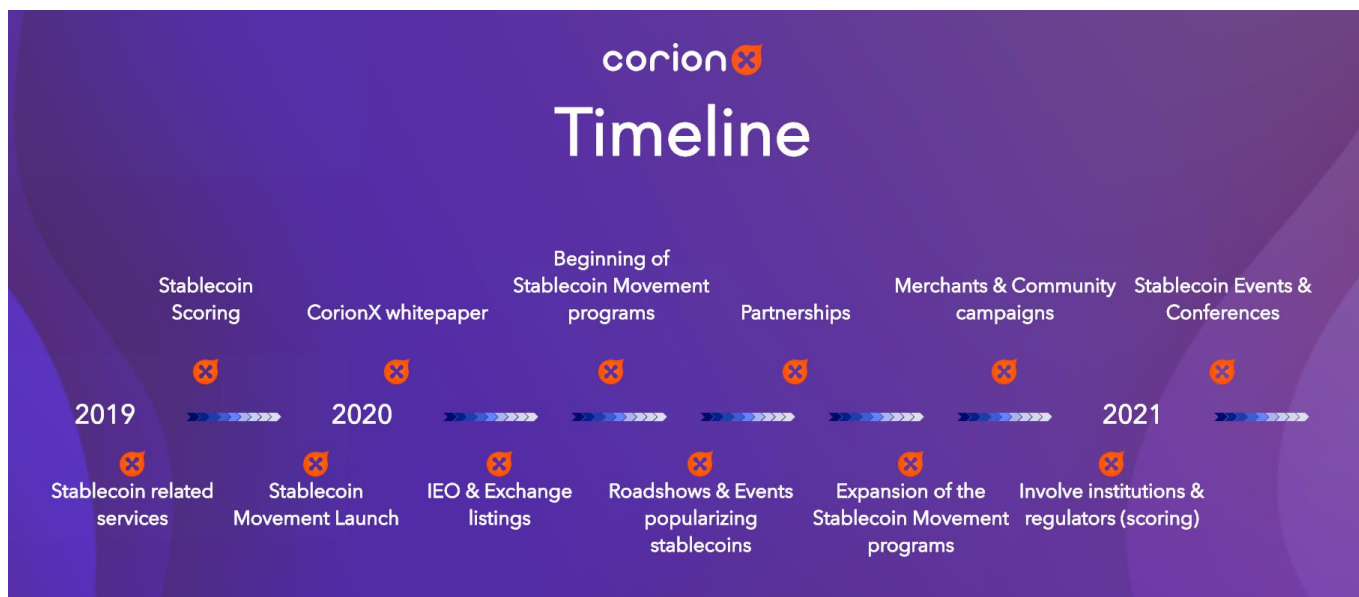 corion
Timeline
Stablecoin
Scoring
CorionX whitepaper
Beginning of
Stablecoin Movement
programs
Partnerships
Merchants & Community
campaigns
Stablecoin Events &
Conferences
2019
2020
2021
Stablecoin related
services
Stablecoin
Movement Launch
IEO & Exchange
listings
Roadshows & Events
popularizing
stablecoins
Expansion of the
Stablecoin Movement
programs
Involve institutions &
regulators (scoring)